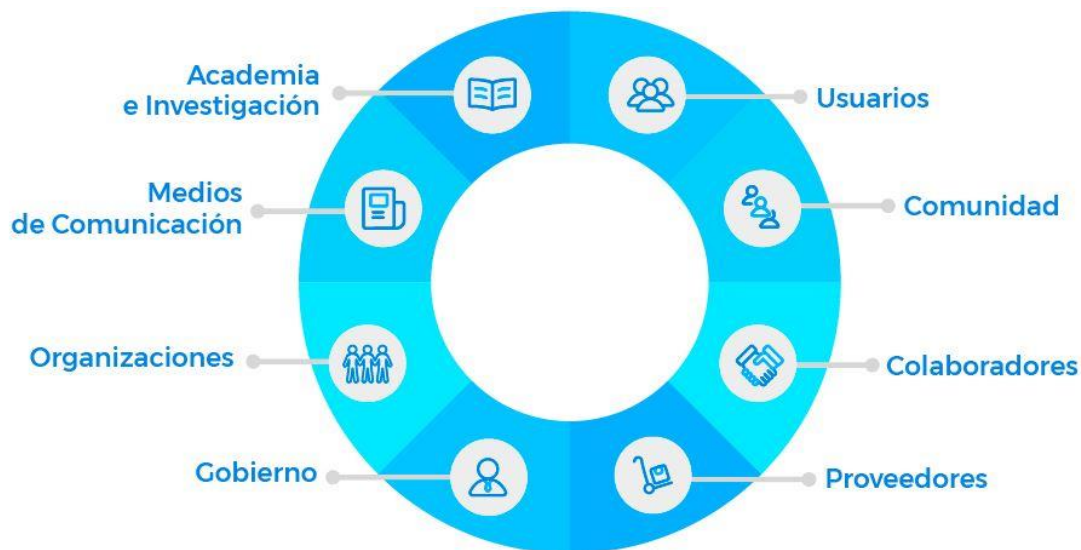 Academia
e Investigación
Usuarios
Medios
de Comunicación
Comunidad
Organizaciones
Colaboradores
Gobierno
Proveedores